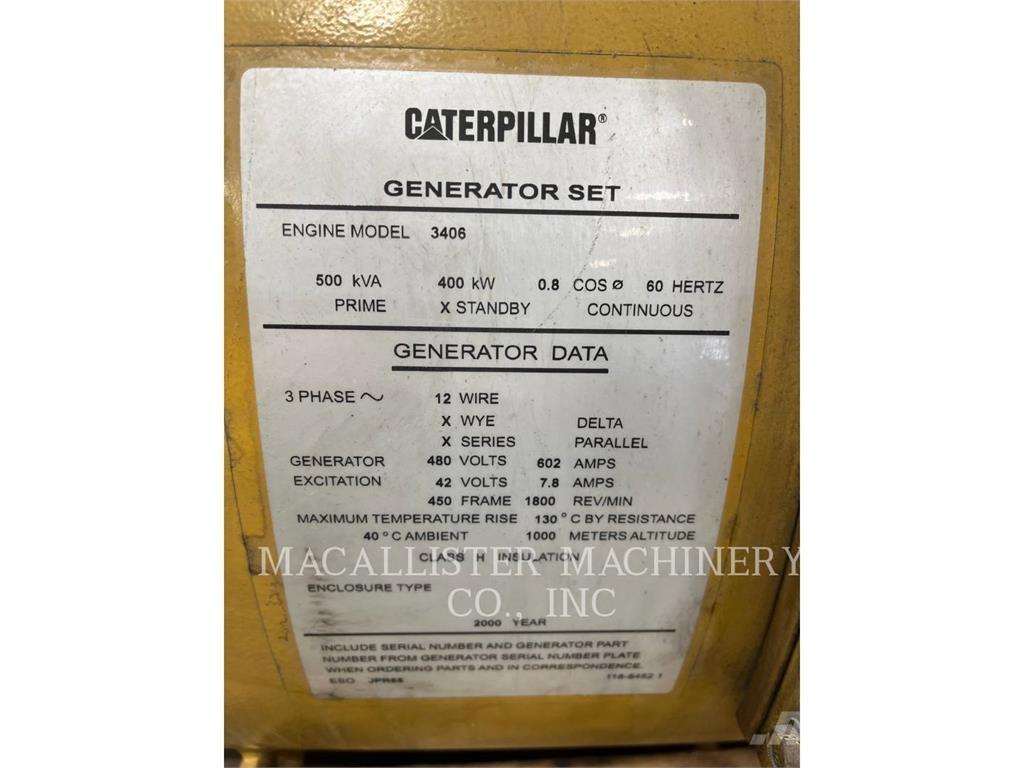 CATERPILLAR®
GENERATOR SET
ENGINE MODEL 3406
500 kVA 400 kW 0.8 COS Ø 60 HERTZ
PRIME X STANDBY CONTINUOUS
GENERATOR DATA
3 PHASE ~ 12 WIRE
X WYE DELTA
X SERIES PARALLEL
GENERATOR 480 VOLTS 602 AMPS
EXCITATION 42 VOLTS 7.8 AMPS
450 FRAME 1800 REV/MIN
MAXIMUM TEMPERATURE RISE 130 °C BY RESISTANCE
40 °C AMBIENT 1000 METERS ALTITUDE
CLASS H INSULATION
MACALLISTER MACHINERY
CO., INC
ENCLOSURE TYPE
2000 YEAR
INCLUDE SERIAL NUMBER AND GENERATOR PART
NUMBER FROM GENERATOR SERIAL NUMBER PLATE
WHEN ORDERING PARTS AND IN CORRESPONDENCE.
ESO